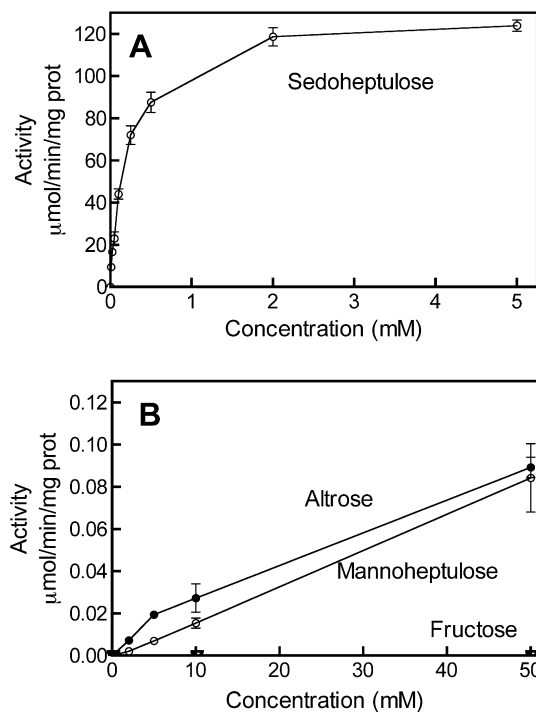 A
120
100
80
60
40
20
0
Activity
μmol/min/mg prot
Sedoheptulose
0 1 2 3 4 5
Concentration (mM)
B
0.12
0.10
0.08
0.06
0.04
0.02
0.00
Activity
μmol/min/mg prot
Altrose
Mannoheptulose
Fructose
0 10 20 30 40 50
Concentration (mM)